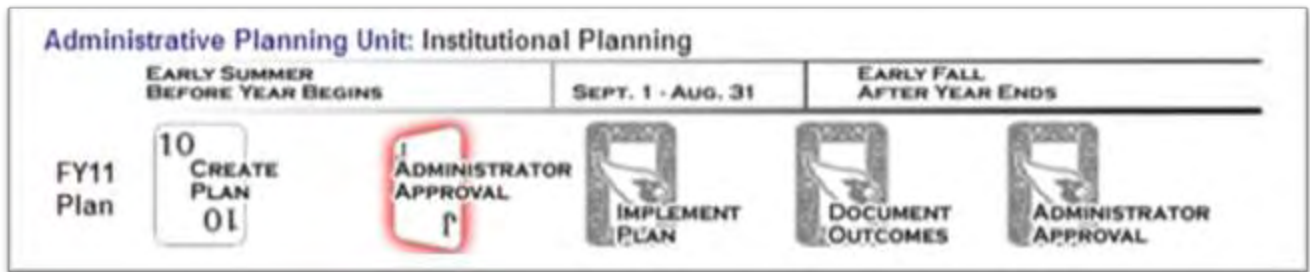 Administrative Planning Unit: Institutional Planning
EARLY SUMMER
BEFORE YEAR BEGINS
SEPT. 1 - AUG. 31
EARLY FALL
AFTER YEAR ENDS
FY11
Plan
10
CREATE
PLAN
10
ADMINISTRATOR
APPROVAL
J
IMPLEMENT
PLAN
DOCUMENT
OUTCOMES
ADMINISTRATOR
APPROVAL